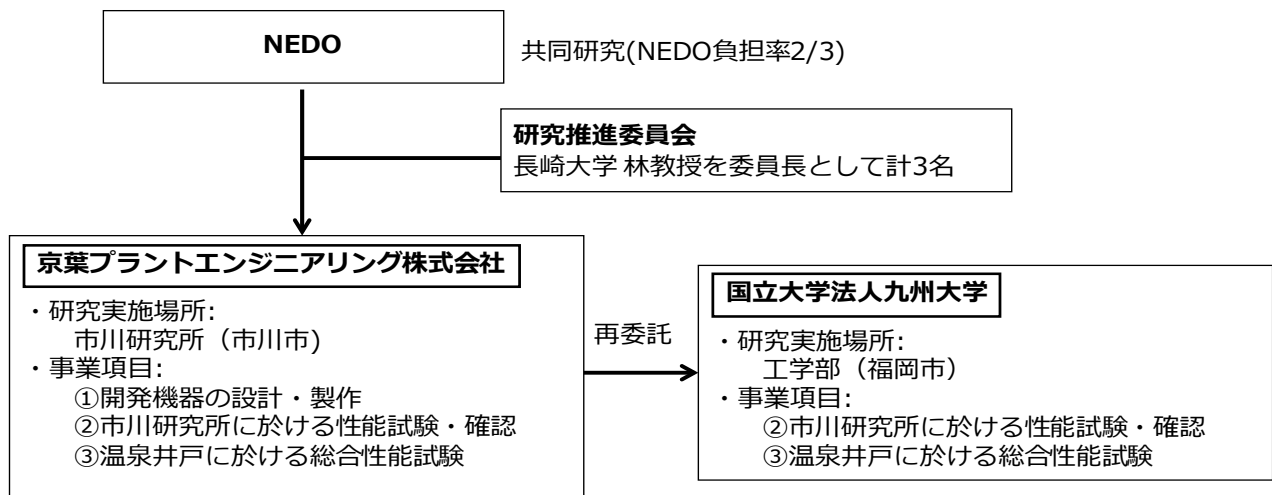 NEDO
共同研究(NEDO負担率2/3)
研究推進委員会
長崎大学 林教授を委員長として計3名
京葉プラントエンジニアリング株式会社
・研究実施場所:
市川研究所（市川市)
・事業項目:
①開発機器の設計・製作
②市川研究所に於ける性能試験・確認
③温泉井戸に於ける総合性能試験
再委託
国立大学法人九州大学
・研究実施場所:
工学部（福岡市）
・事業項目:
②市川研究所に於ける性能試験・確認
③温泉井戸に於ける総合性能試験